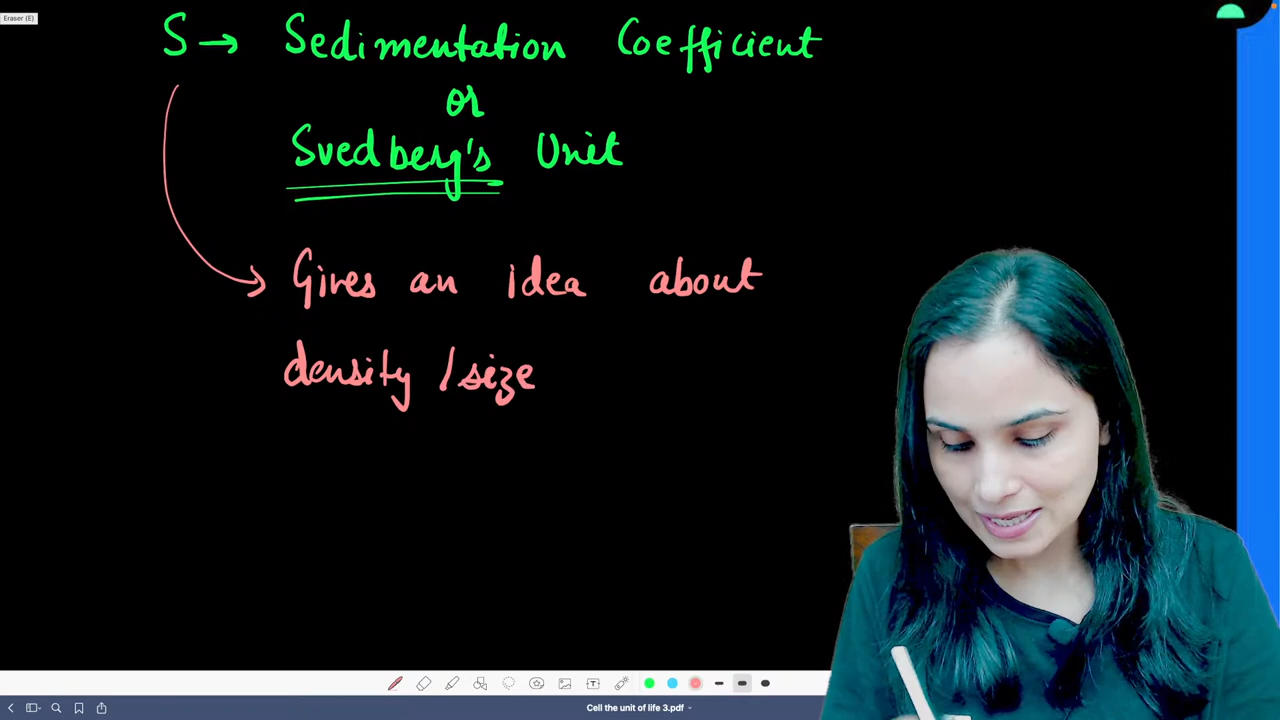 Eraser (E)
S → Sedimentation Coefficient
or
Svedberg's Unit
Gives an idea about
density / size
Cell the unit of life 3.pdf